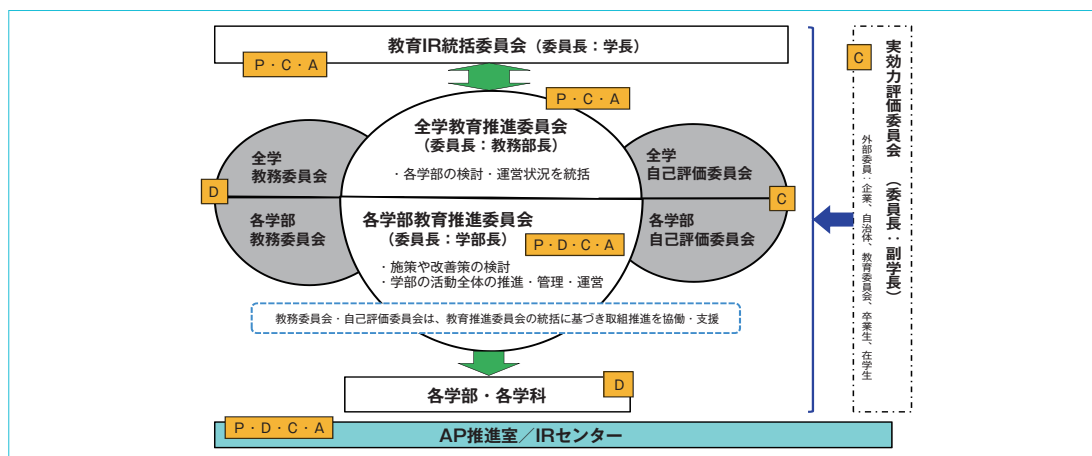 教育IR統括委員会（委員長：学長）
P・C・A
P・C・A
全学教育推進委員会
（委員長：教務部長）
・各学部の検討・運営状況を統括
全学
教務委員会
全学
自己評価委員会
D
C
各学部
教務委員会
各学部
自己評価委員会
各学部教育推進委員会
（委員長：学部長）
P・D・C・A
・施策や改善策の検討
・学部の活動全体の推進・管理・運営
教務委員会・自己評価委員会は、教育推進委員会の統括に基づき取組推進を協働・支援
各学部・各学科
D
P・D・C・A
AP推進室／IRセンター
C
実効力評価委員会　（委員長：副学長）
外部委員：企業、自治体、教育委員会、卒業生、在学生